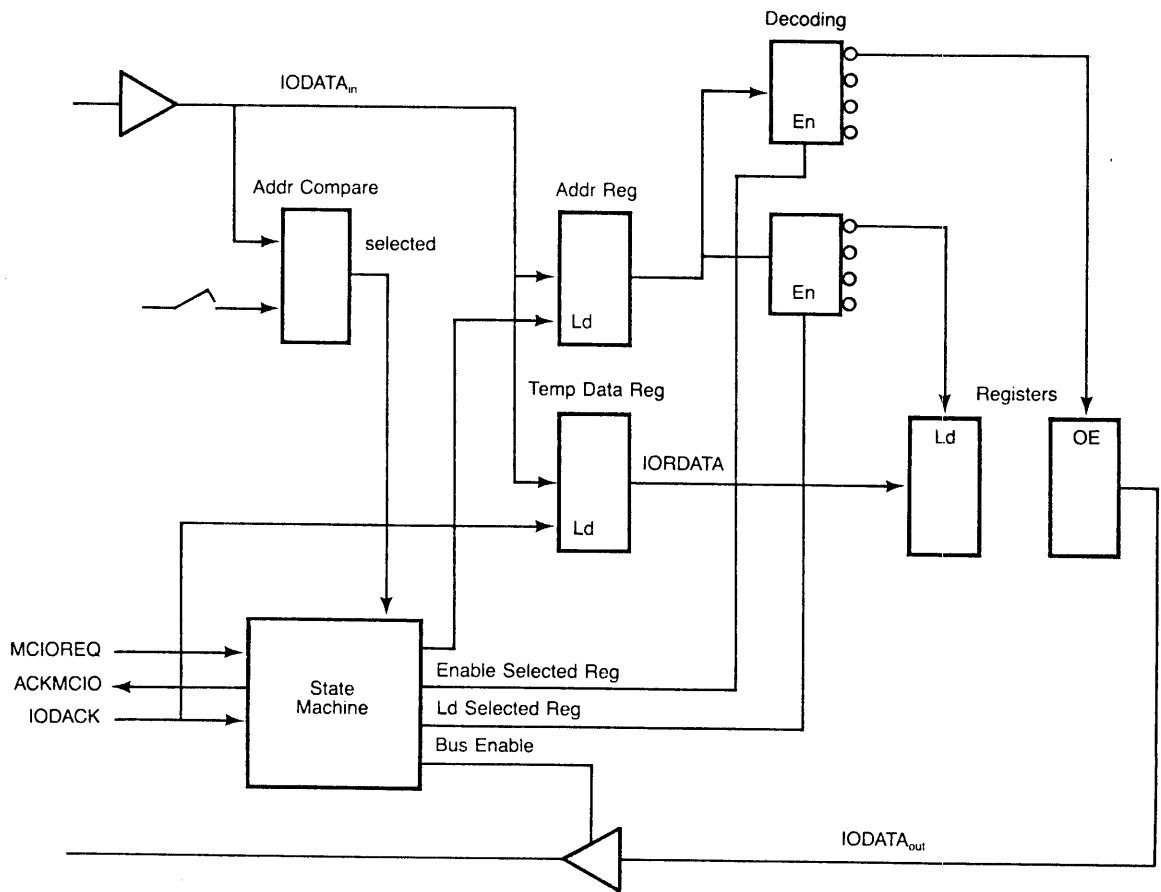 Decoding
IODATAin
En
Addr Compare
Addr Reg
selected
En
Ld
Temp Data Reg
Registers
Ld
OE
IORDATA
Ld
MCIOREQ
ACKMCIO
IODACK
State
Machine
Enable Selected Reg
Ld Selected Reg
Bus Enable
IODATAout